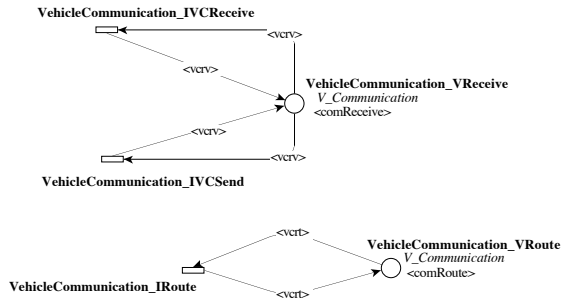 VehicleCommunication_IVCReceive
<vcrv>
<vcrv>
VehicleCommunication_VReceive
V_Communication
<comReceive>
<vcrv>
<vcrv>
VehicleCommunication_IVCSend
<vcrt>
VehicleCommunication_VRoute
V_Communication
<comRoute>
VehicleCommunication_IRoute
<vcrt>